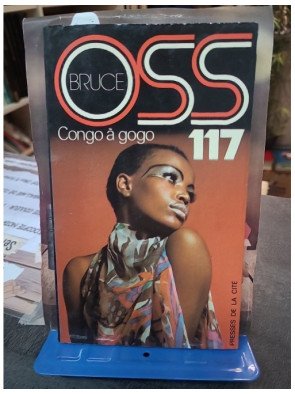 BRUCE
OSS
Congo à gogo
117
PRESSES DE LA CITÉ